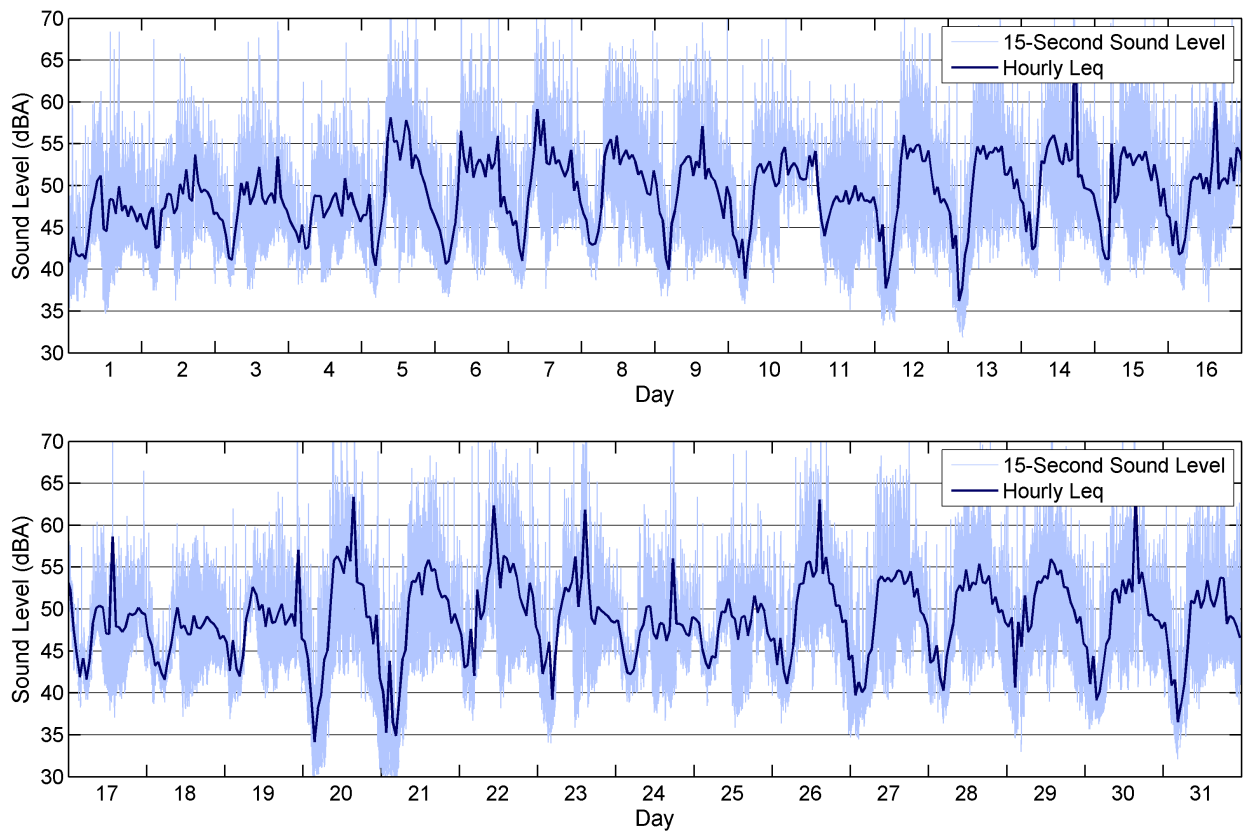 70
65
60
55
50
45
40
35
30
Sound Level (dBA)
15-Second Sound Level
Hourly Leq
1 2 3 4 5 6 7 8 9 10 11 12 13 14 15 16
Day
70
65
60
55
50
45
40
35
30
Sound Level (dBA)
15-Second Sound Level
Hourly Leq
17 18 19 20 21 22 23 24 25 26 27 28 29 30 31
Day